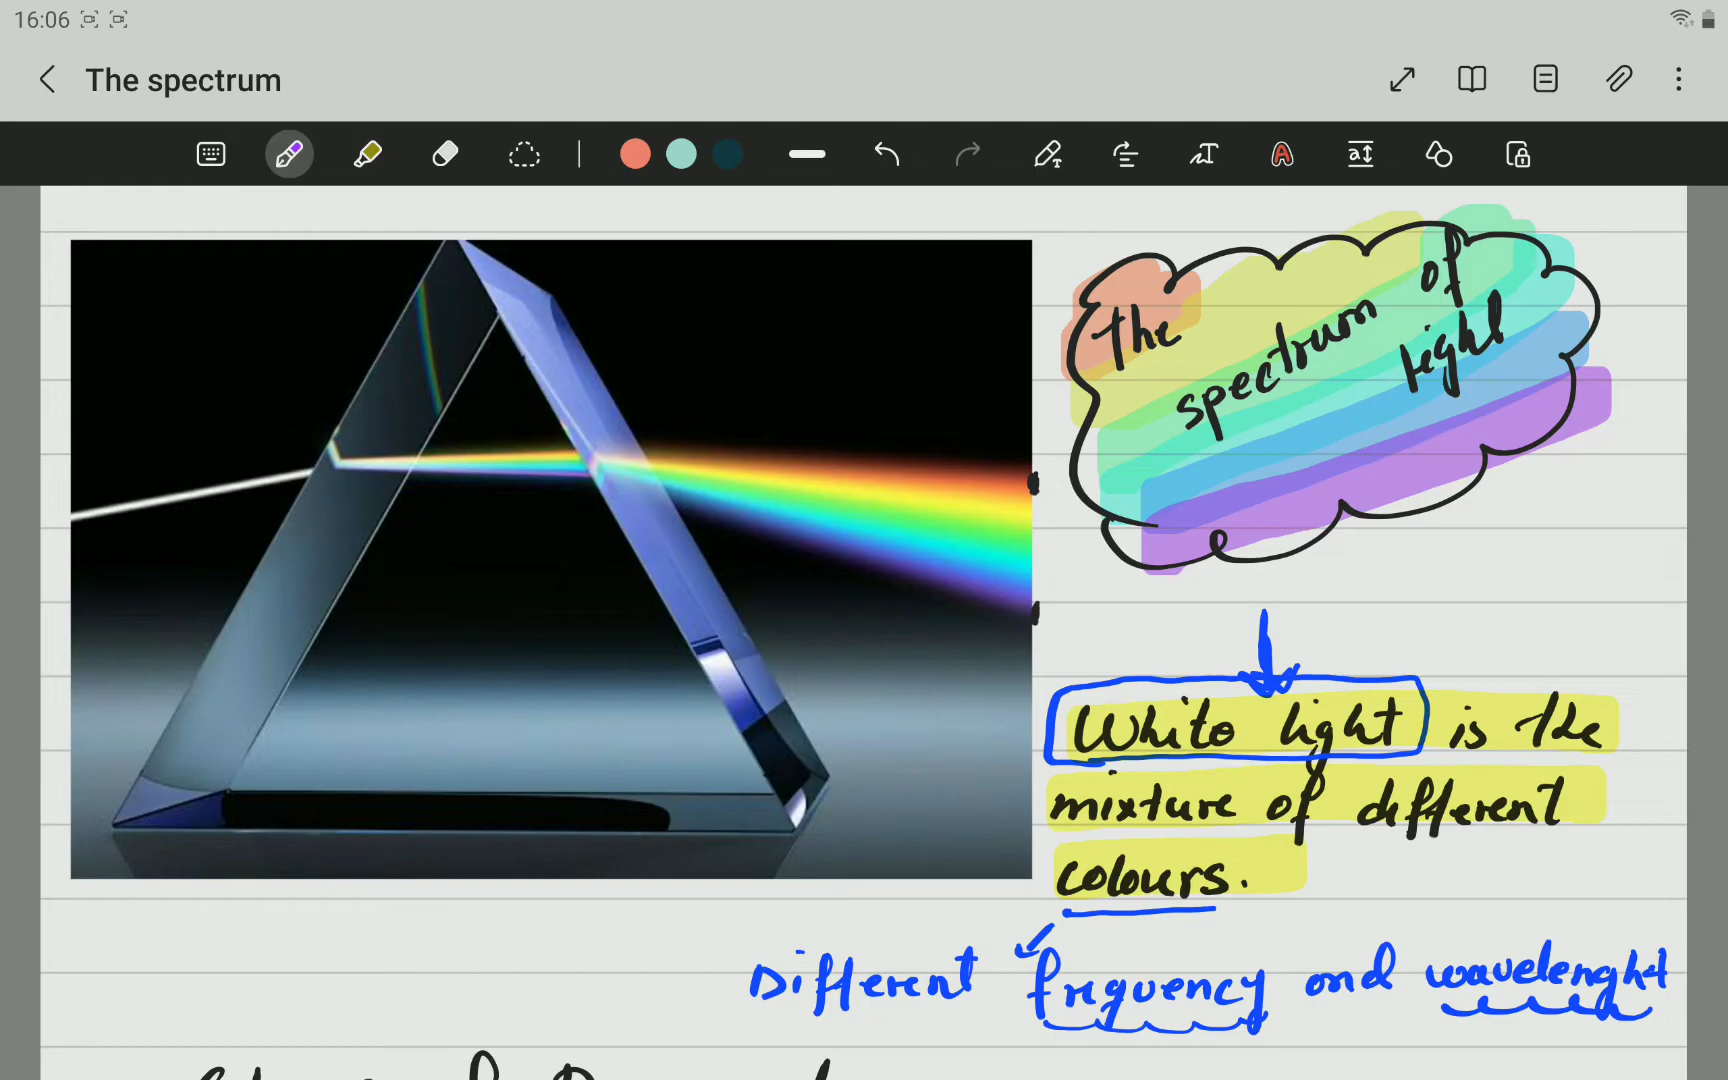 16:06
The spectrum
The
spectrum of
light
White light is the
mixture of different
colours.
Different frequency and wavelenght